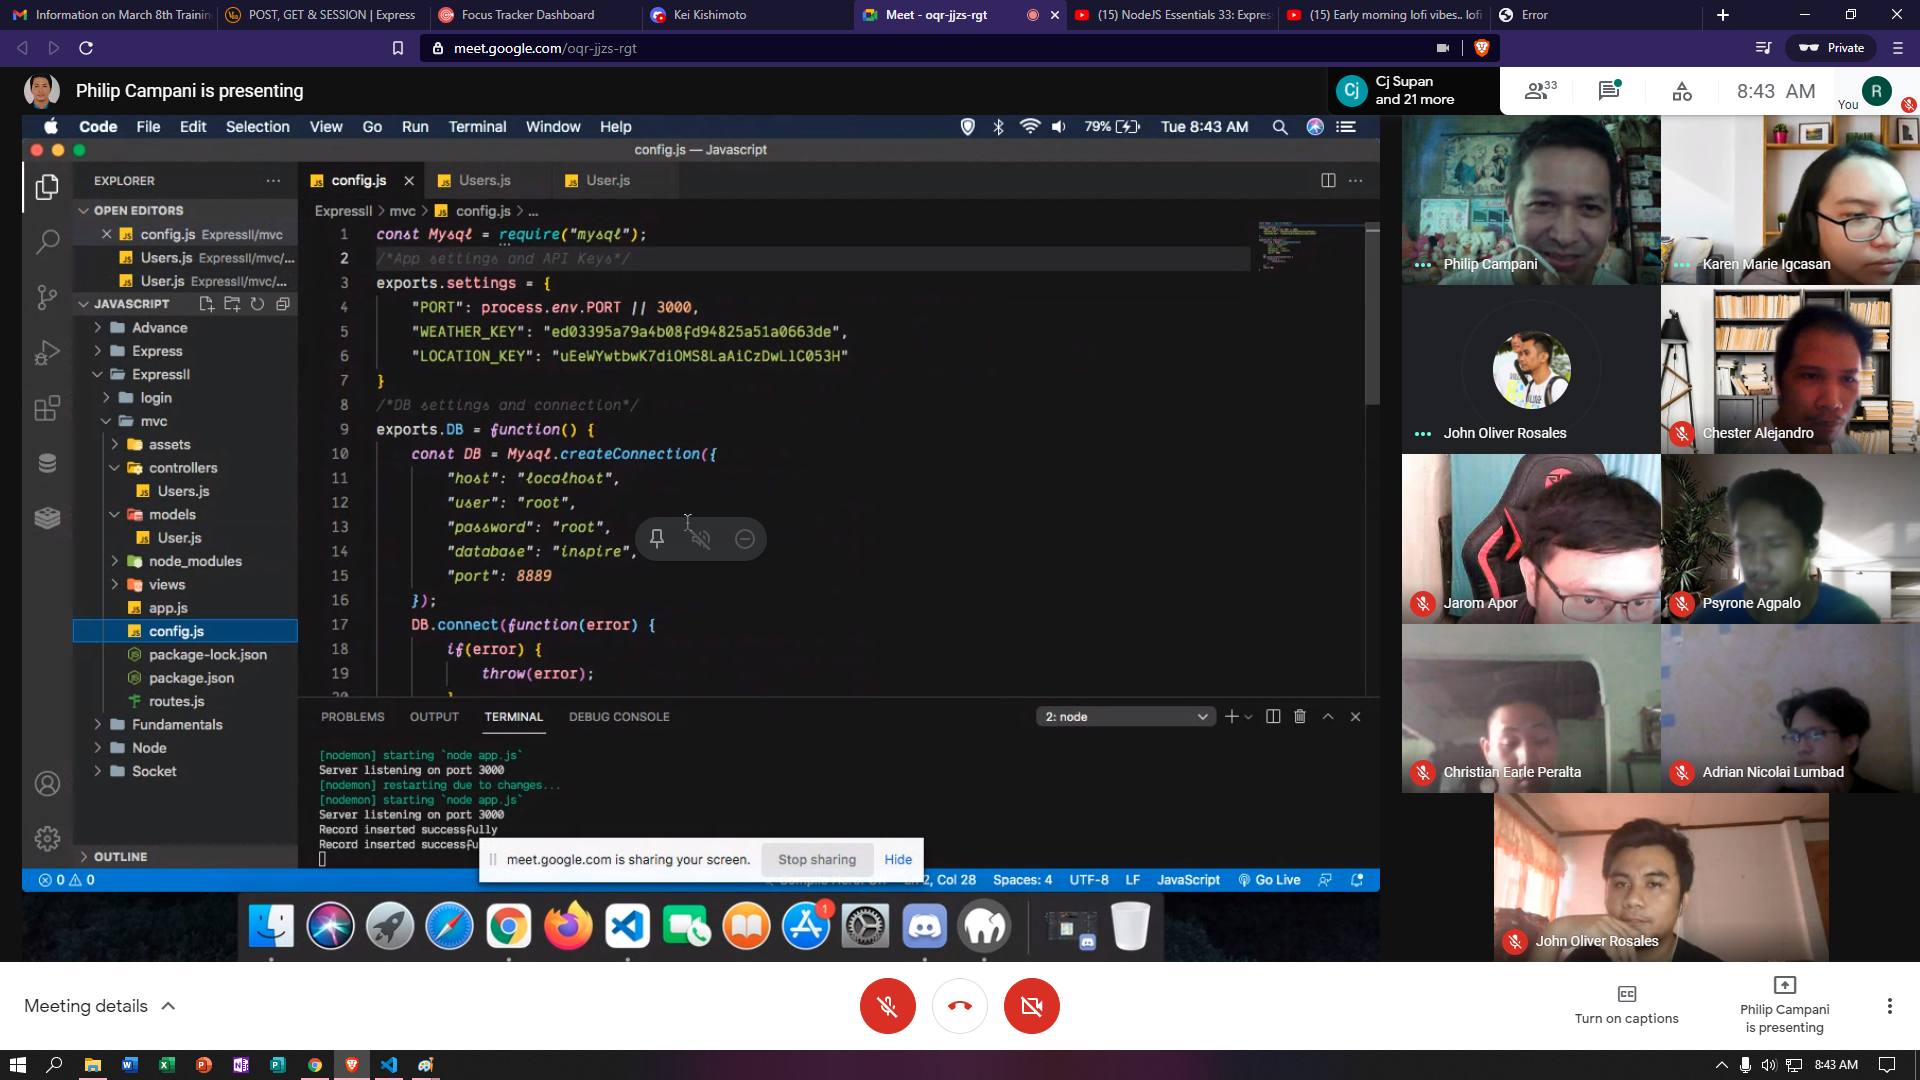 Information on March 8th Trainin
POST, GET & SESSION | Express
Focus Tracker Dashboard
Kei Kishimoto
Meet - oqr-jjzs-rgt
(15) NodeJS Essentials 33: Expres
(15) Early morning lofi vibes.. lofi
Error
meet.google.com/oqr-jjzs-rgt
Private
Philip Campani is presenting
Cj
Cj Supan
and 21 more
33
8:43 AM
You
R
Code File Edit Selection View Go Run Terminal Window Help
79%
Tue 8:43 AM
config.js — Javascript
EXPLORER
OPEN EDITORS
config.js ExpressII/mvc
Users.js ExpressII/mvc/...
User.js ExpressII/mvc/...
JAVASCRIPT
Advance
Express
ExpressII
login
mvc
assets
controllers
Users.js
models
User.js
node_modules
views
app.js
config.js
package-lock.json
package.json
routes.js
Fundamentals
Node
Socket
OUTLINE
config.js
Users.js
User.js
ExpressII > mvc > config.js > ...
1 const Mysql = require("mysql");
2 /*App settings and API Keys*/
3 exports.settings = {
4 "PORT": process.env.PORT || 3000,
5 "WEATHER_KEY": "ed03395a79a4b08fd94825a51a0663de",
6 "LOCATION_KEY": "uEeWYwtbwK7diOMS8LaAiCzDwLlC053H"
7 }
8 /*DB settings and connection*/
9 exports.DB = function() {
10 const DB = Mysql.createConnection({
11 "host": "localhost",
12 "user": "root",
13 "password": "root",
14 "database": "inspire",
15 "port": 8889
16 });
17 DB.connect(function(error) {
18 if(error) {
19 throw(error);
PROBLEMS OUTPUT TERMINAL DEBUG CONSOLE
2: node
[nodemon] starting `node app.js`
Server listening on port 3000
[nodemon] restarting due to changes...
[nodemon] starting `node app.js`
Server listening on port 3000
Record inserted successfully
Record inserted successfu
meet.google.com is sharing your screen.
Stop sharing
Hide
0 0
2, Col 28
Spaces: 4
UTF-8
LF
JavaScript
Go Live
1
Philip Campani
Karen Marie Igcasan
John Oliver Rosales
Chester Alejandro
Jarom Apor
Psyrone Agpalo
Christian Earle Peralta
Adrian Nicolai Lumbad
John Oliver Rosales
Meeting details
Turn on captions
Philip Campani
is presenting
8:43 AM